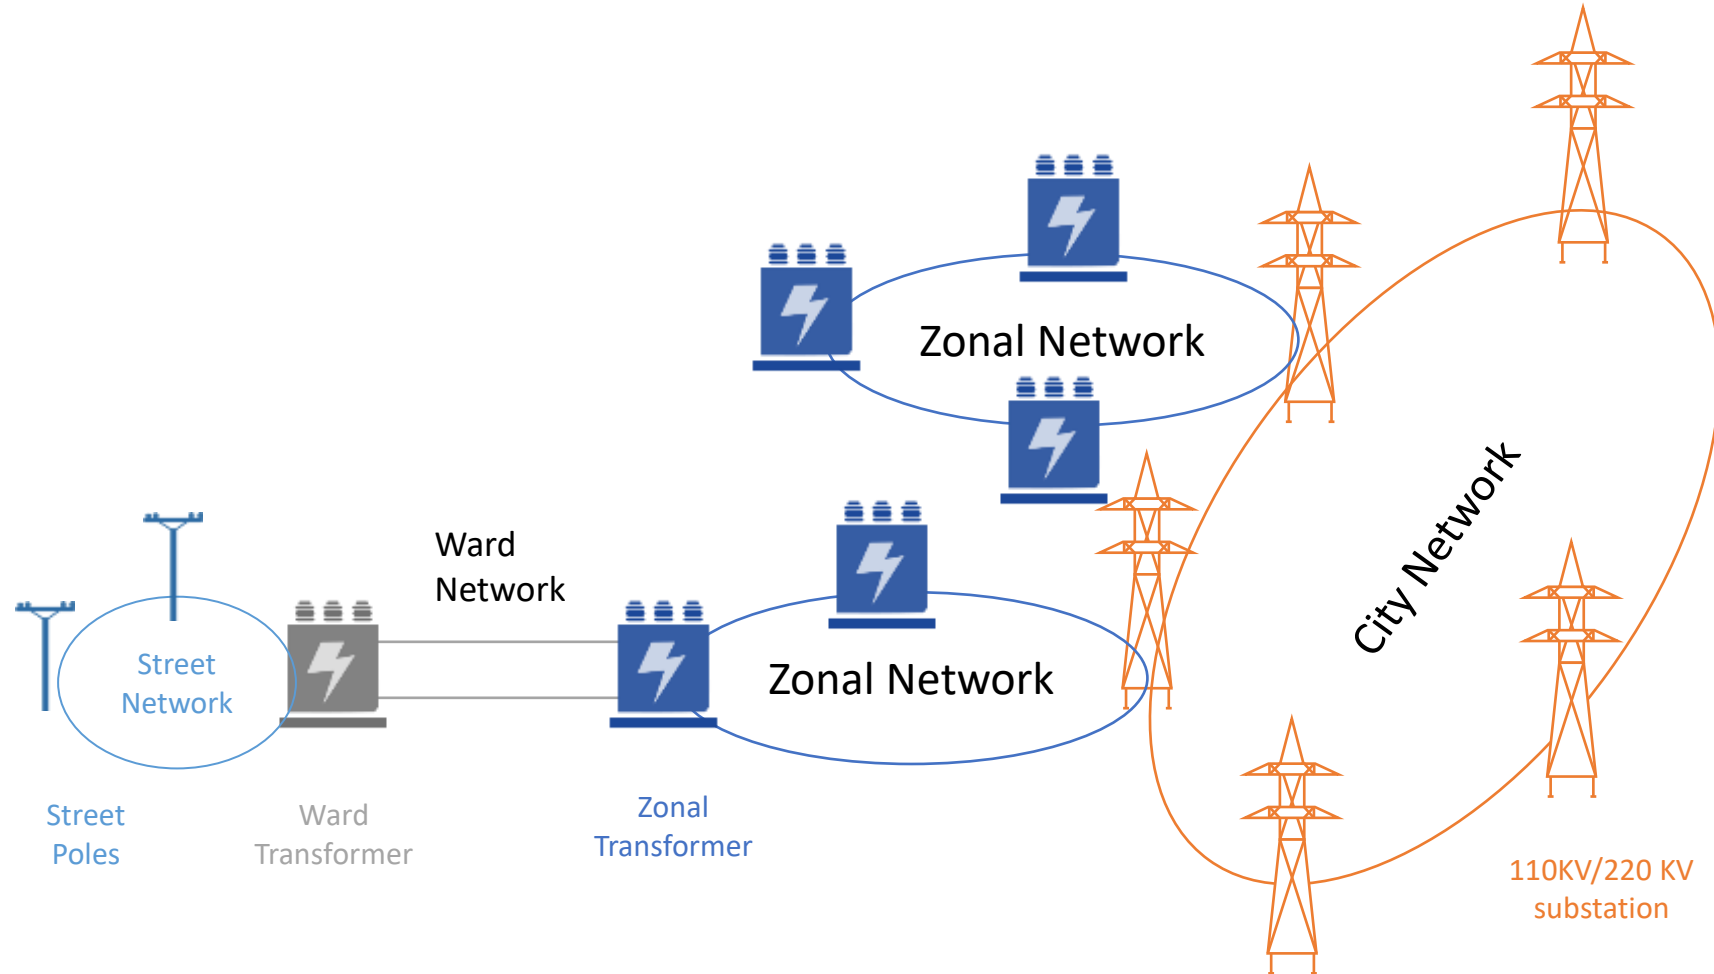 Zonal Network
City Network
Ward
Network
Street
Network
Zonal Network
Street
Poles
Ward
Transformer
Zonal
Transformer
110KV/220 KV
substation